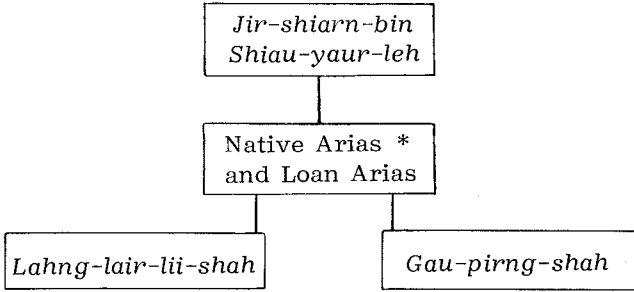 Jir-shiarn-bin
Shiau-yaur-leh
Native Arias *
and Loan Arias
Lahng-lair-lii-shah
Gau-pirng-shah